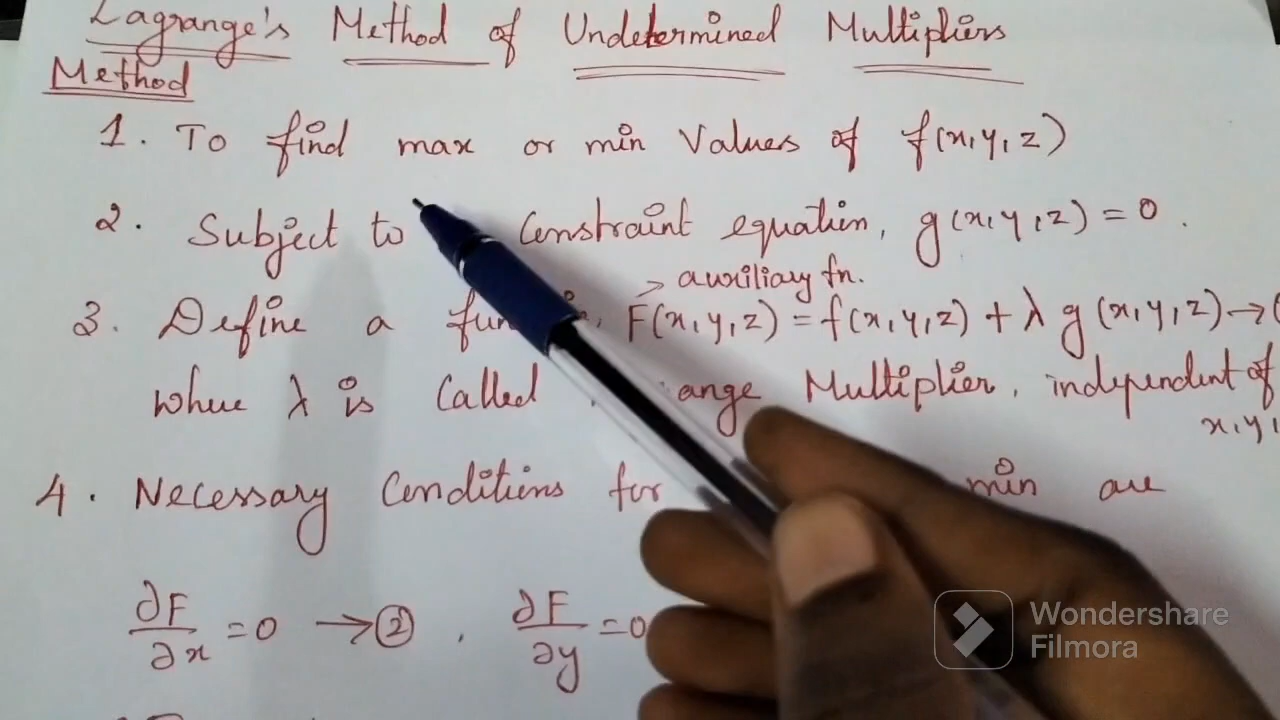 Lagrange's Method of Undetermined Multipliers
Method
1. To find max or min Values of f(x,y,z)
2. Subject to Constraint equation, g(x,y,z)=0.
> auxiliary fn.
3. Define a F(x,y,z) = f(x,y,z) + λ g(x,y,z) →(
where λ is Called Multiplier, independent of
x,y,
4. Necessary Conditions for min are
∂F/∂x = 0 → ② , ∂F/∂y = 0
Wondershare
Filmora